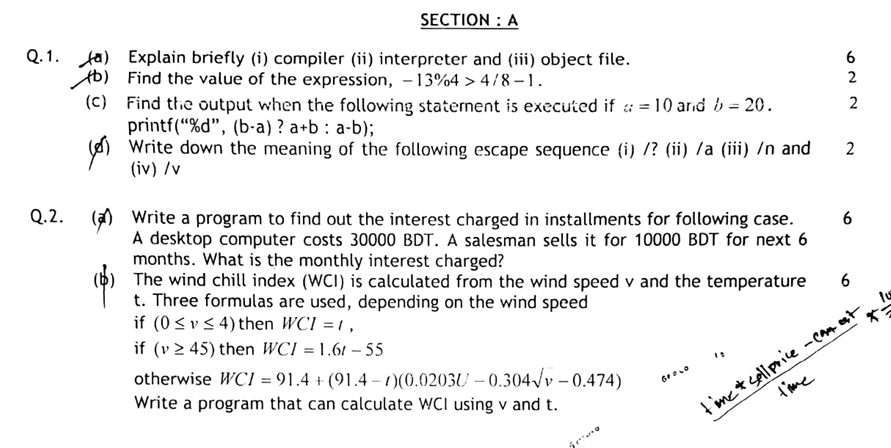 SECTION : A
Q.1. (a) Explain briefly (i) compiler (ii) interpreter and (iii) object file. 6
(b) Find the value of the expression, −13%4 > 4/8 −1. 2
(c) Find the output when the following statement is executed if a = 10 and b = 20. 2
printf("%d", (b-a) ? a+b : a-b);
(d) Write down the meaning of the following escape sequence (i) /? (ii) /a (iii) /n and 2
(iv) /v
Q.2. (a) Write a program to find out the interest charged in installments for following case. 6
A desktop computer costs 30000 BDT. A salesman sells it for 10000 BDT for next 6
months. What is the monthly interest charged?
(b) The wind chill index (WCI) is calculated from the wind speed v and the temperature 6
t. Three formulas are used, depending on the wind speed
if (0 ≤ v ≤ 4) then WCI = t ,
if (v ≥ 45) then WCI = 1.6t − 55
otherwise WCI = 91.4 + (91.4 − t)(0.0203U − 0.304√v − 0.474)
Write a program that can calculate WCI using v and t.
time * sellprice -
time